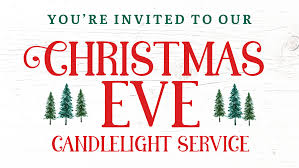 YOU'RE INVITED TO OUR
CHRISTMAS
EVE
CANDLELIGHT SERVICE